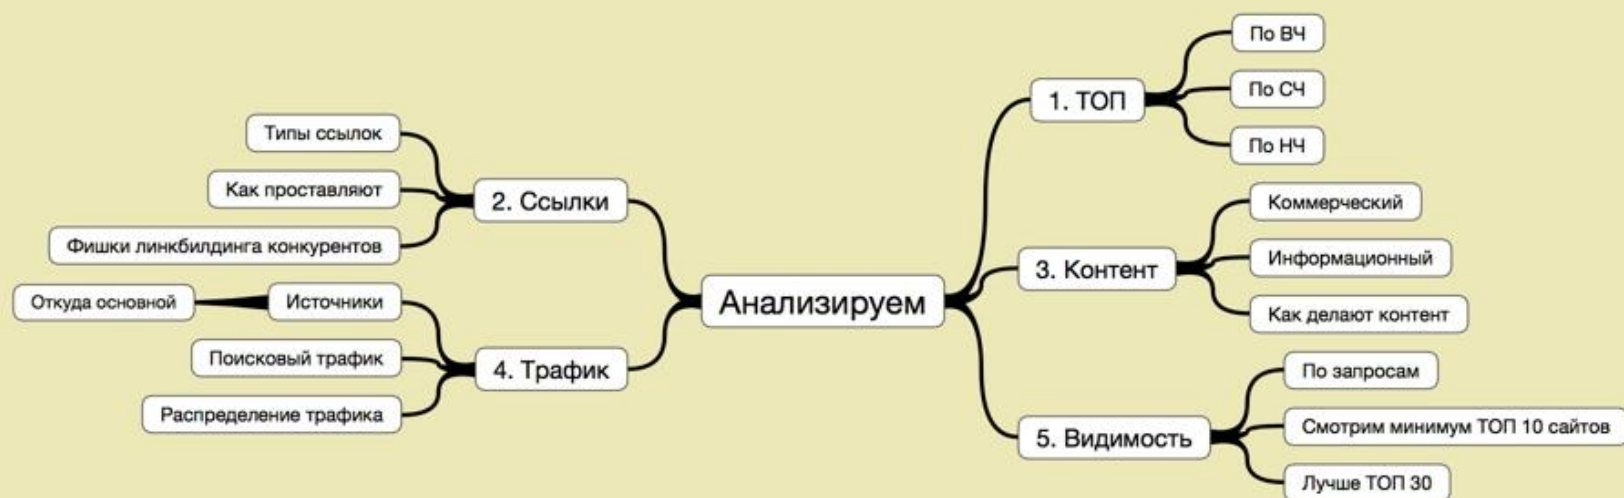 Анализируем
1. ТОП
По ВЧ
По СЧ
По НЧ
2. Ссылки
Типы ссылок
Как проставляют
Фишки линкбилдинга конкурентов
3. Контент
Коммерческий
Информационный
Как делают контент
4. Трафик
Источники
Откуда основной
Поисковый трафик
Распределение трафика
5. Видимость
По запросам
Смотрим минимум ТОП 10 сайтов
Лучше ТОП 30